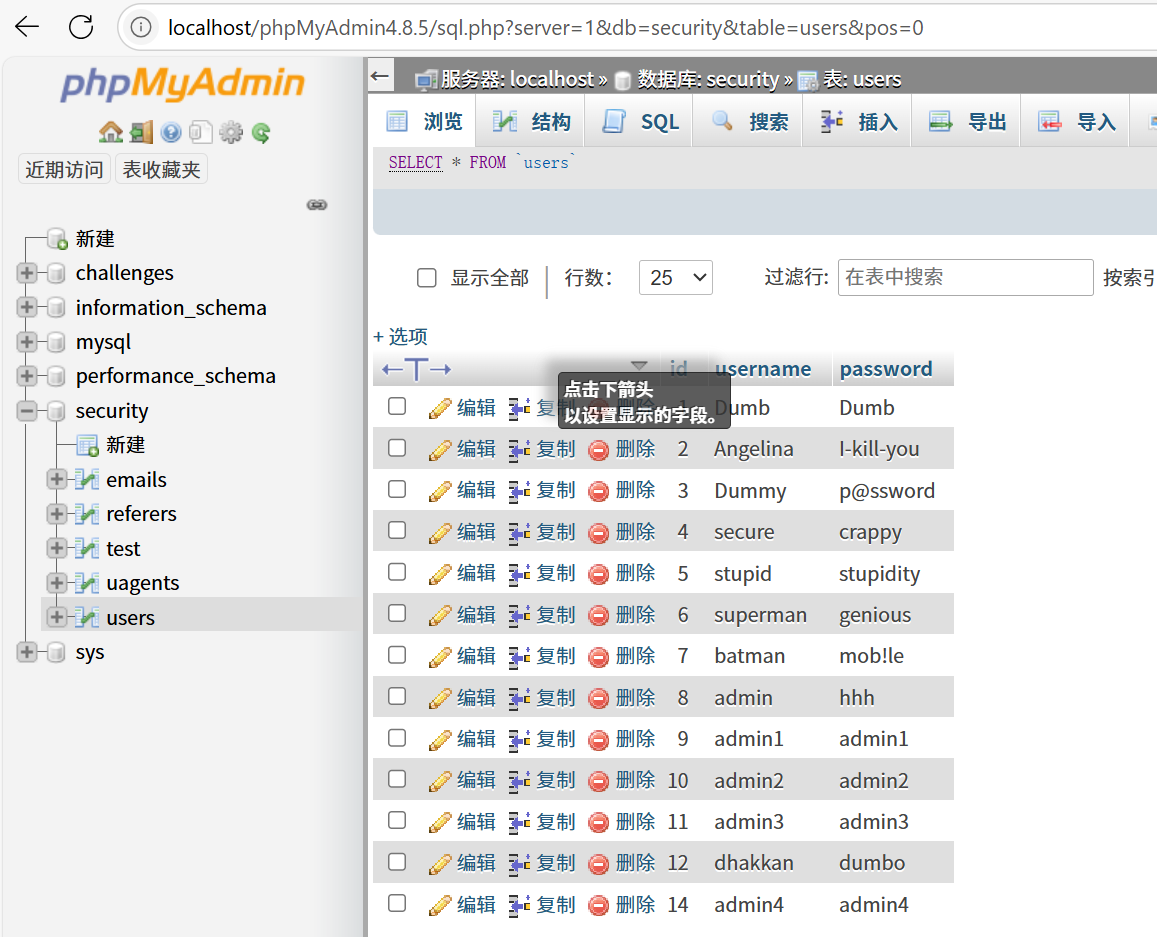 localhost/phpMyAdmin4.8.5/sql.php?server=1&db=security&table=users&pos=0
phpMyAdmin
近期访问 表收藏夹
新建
challenges
information_schema
mysql
performance_schema
security
新建
emails
referers
test
uagents
users
sys
服务器: localhost » 数据库: security » 表: users
浏览 结构 SQL 搜索 插入 导出 导入
SELECT * FROM `users`
显示全部 行数: 25 过滤行: 在表中搜索 按索引
+ 选项
←T→ id username password
点击下箭头
以设置显示的字段。
编辑 复制 删除 1 Dumb Dumb
编辑 复制 删除 2 Angelina I-kill-you
编辑 复制 删除 3 Dummy p@ssword
编辑 复制 删除 4 secure crappy
编辑 复制 删除 5 stupid stupidity
编辑 复制 删除 6 superman genious
编辑 复制 删除 7 batman mob!le
编辑 复制 删除 8 admin hhh
编辑 复制 删除 9 admin1 admin1
编辑 复制 删除 10 admin2 admin2
编辑 复制 删除 11 admin3 admin3
编辑 复制 删除 12 dhakkan dumbo
编辑 复制 删除 14 admin4 admin4